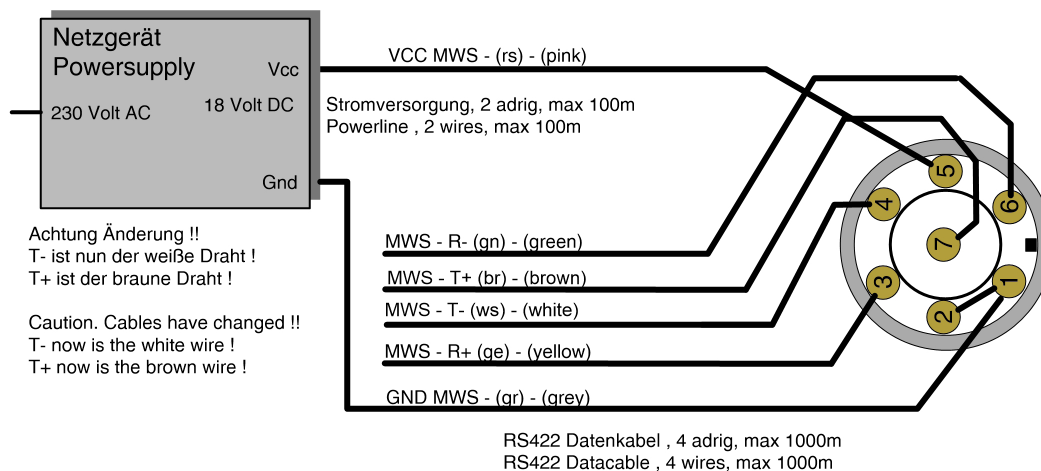 Netzgerät
Powersupply
Vcc
230 Volt AC
18 Volt DC
Gnd
VCC MWS - (rs) - (pink)
Stromversorgung, 2 adrig, max 100m
Powerline , 2 wires, max 100m
Achtung Änderung !!
T- ist nun der weiße Draht !
T+ ist der braune Draht !
Caution. Cables have changed !!
T- now is the white wire !
T+ now is the brown wire !
MWS - R- (gn) - (green)
MWS - T+ (br) - (brown)
MWS - T- (ws) - (white)
MWS - R+ (ge) - (yellow)
GND MWS - (gr) - (grey)
5
4
6
7
3
1
2
RS422 Datenkabel , 4 adrig, max 1000m
RS422 Datacable , 4 wires, max 1000m